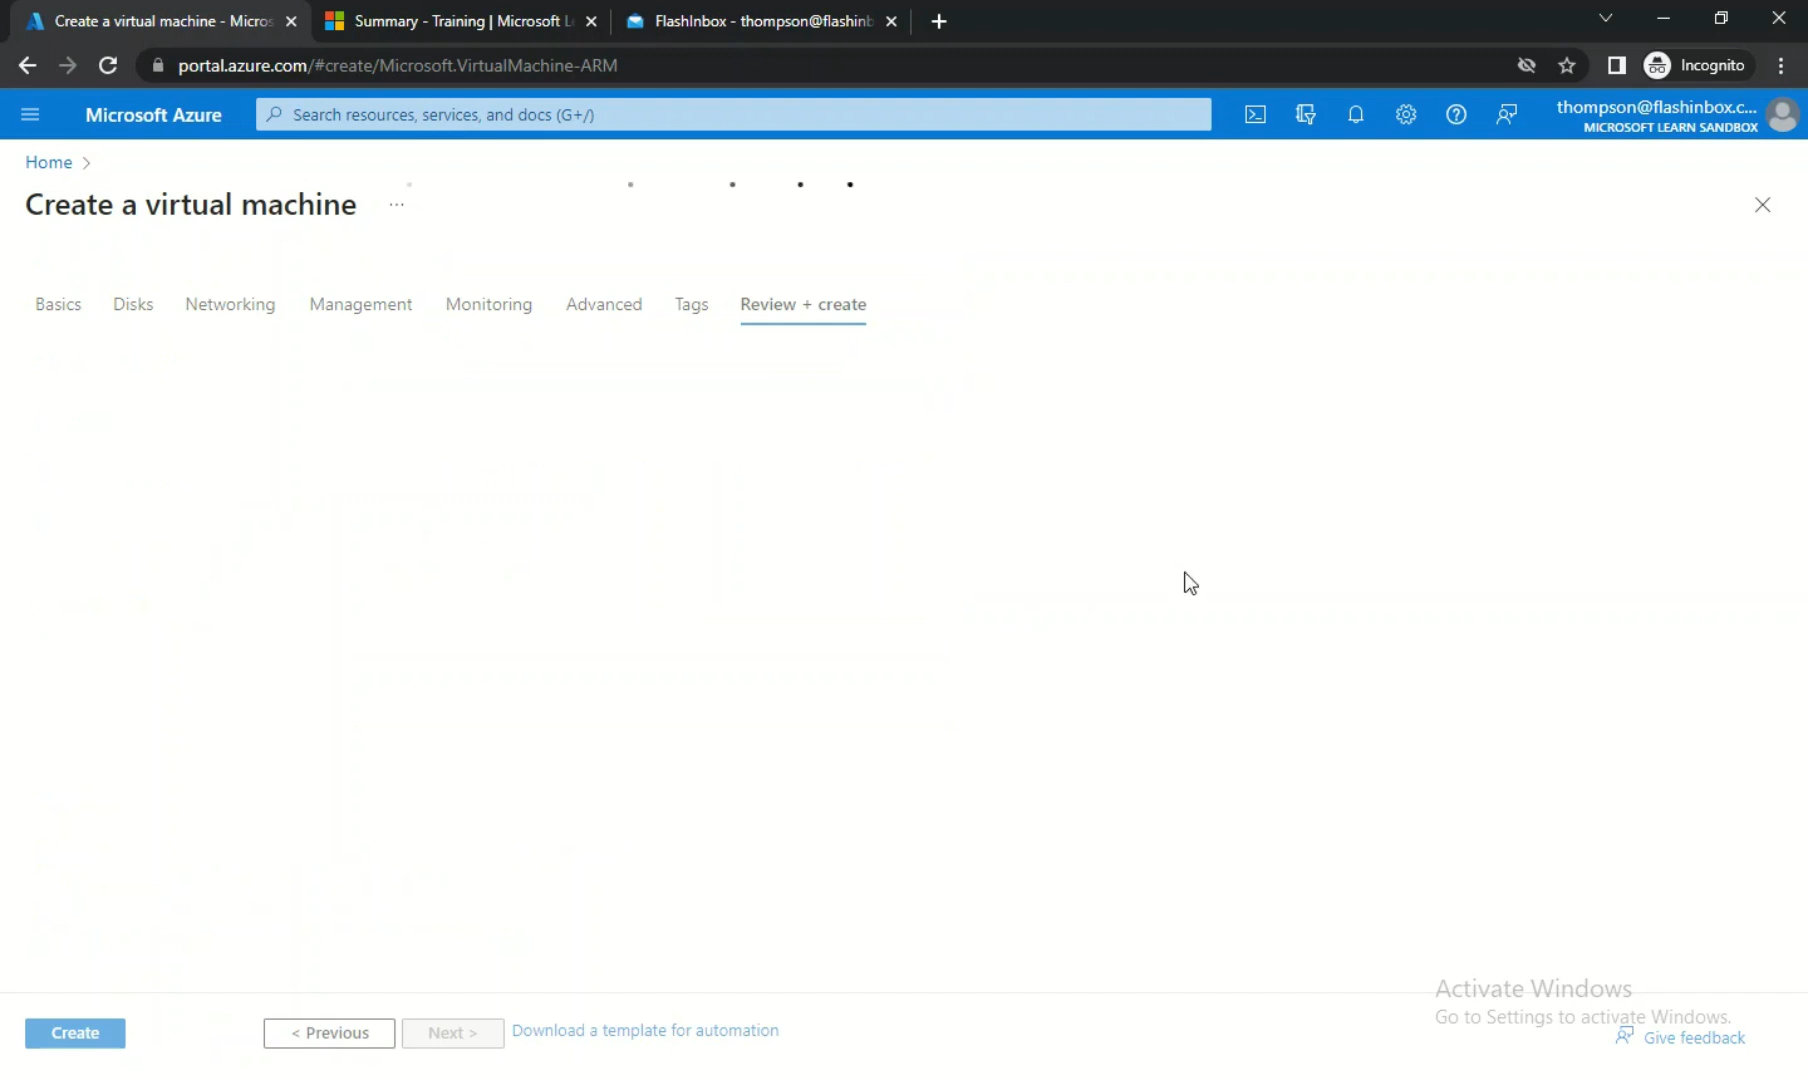 Create a virtual machine - Micros
Summary - Training | Microsoft L
FlashInbox - thompson@flashinb
portal.azure.com/#create/Microsoft.VirtualMachine-ARM
Incognito
Microsoft Azure
Search resources, services, and docs (G+/)
thompson@flashinbox.c...
MICROSOFT LEARN SANDBOX
Home >
Create a virtual machine ...
Basics Disks Networking Management Monitoring Advanced Tags Review + create
Activate Windows
Go to Settings to activate Windows.
Create
< Previous
Next >
Download a template for automation
Give feedback